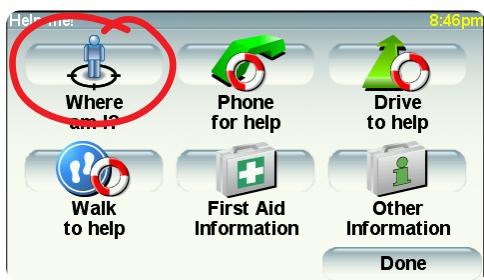 Help me!
8:46pm
Where
am I?
Phone
for help
Drive
to help
Walk
to help
First Aid
Information
Other
Information
Done